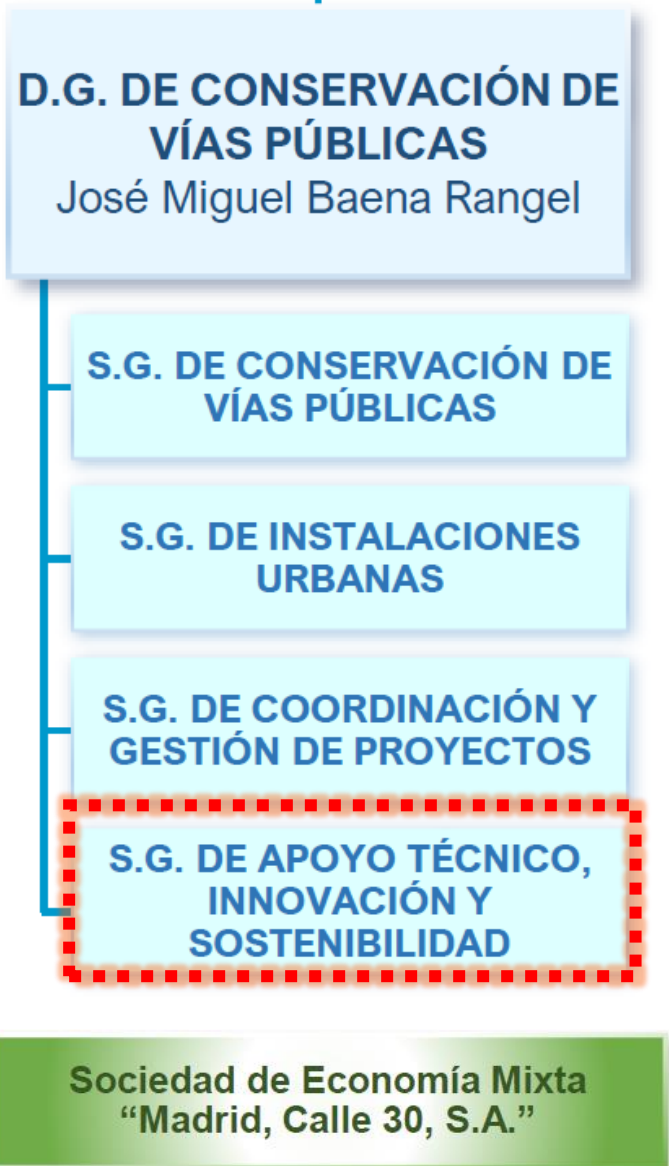 D.G. DE CONSERVACIÓN DE
VÍAS PÚBLICAS
José Miguel Baena Rangel
S.G. DE CONSERVACIÓN DE
VÍAS PÚBLICAS
S.G. DE INSTALACIONES
URBANAS
S.G. DE COORDINACIÓN Y
GESTIÓN DE PROYECTOS
S.G. DE APOYO TÉCNICO,
INNOVACIÓN Y
SOSTENIBILIDAD
Sociedad de Economía Mixta
“Madrid, Calle 30, S.A.”